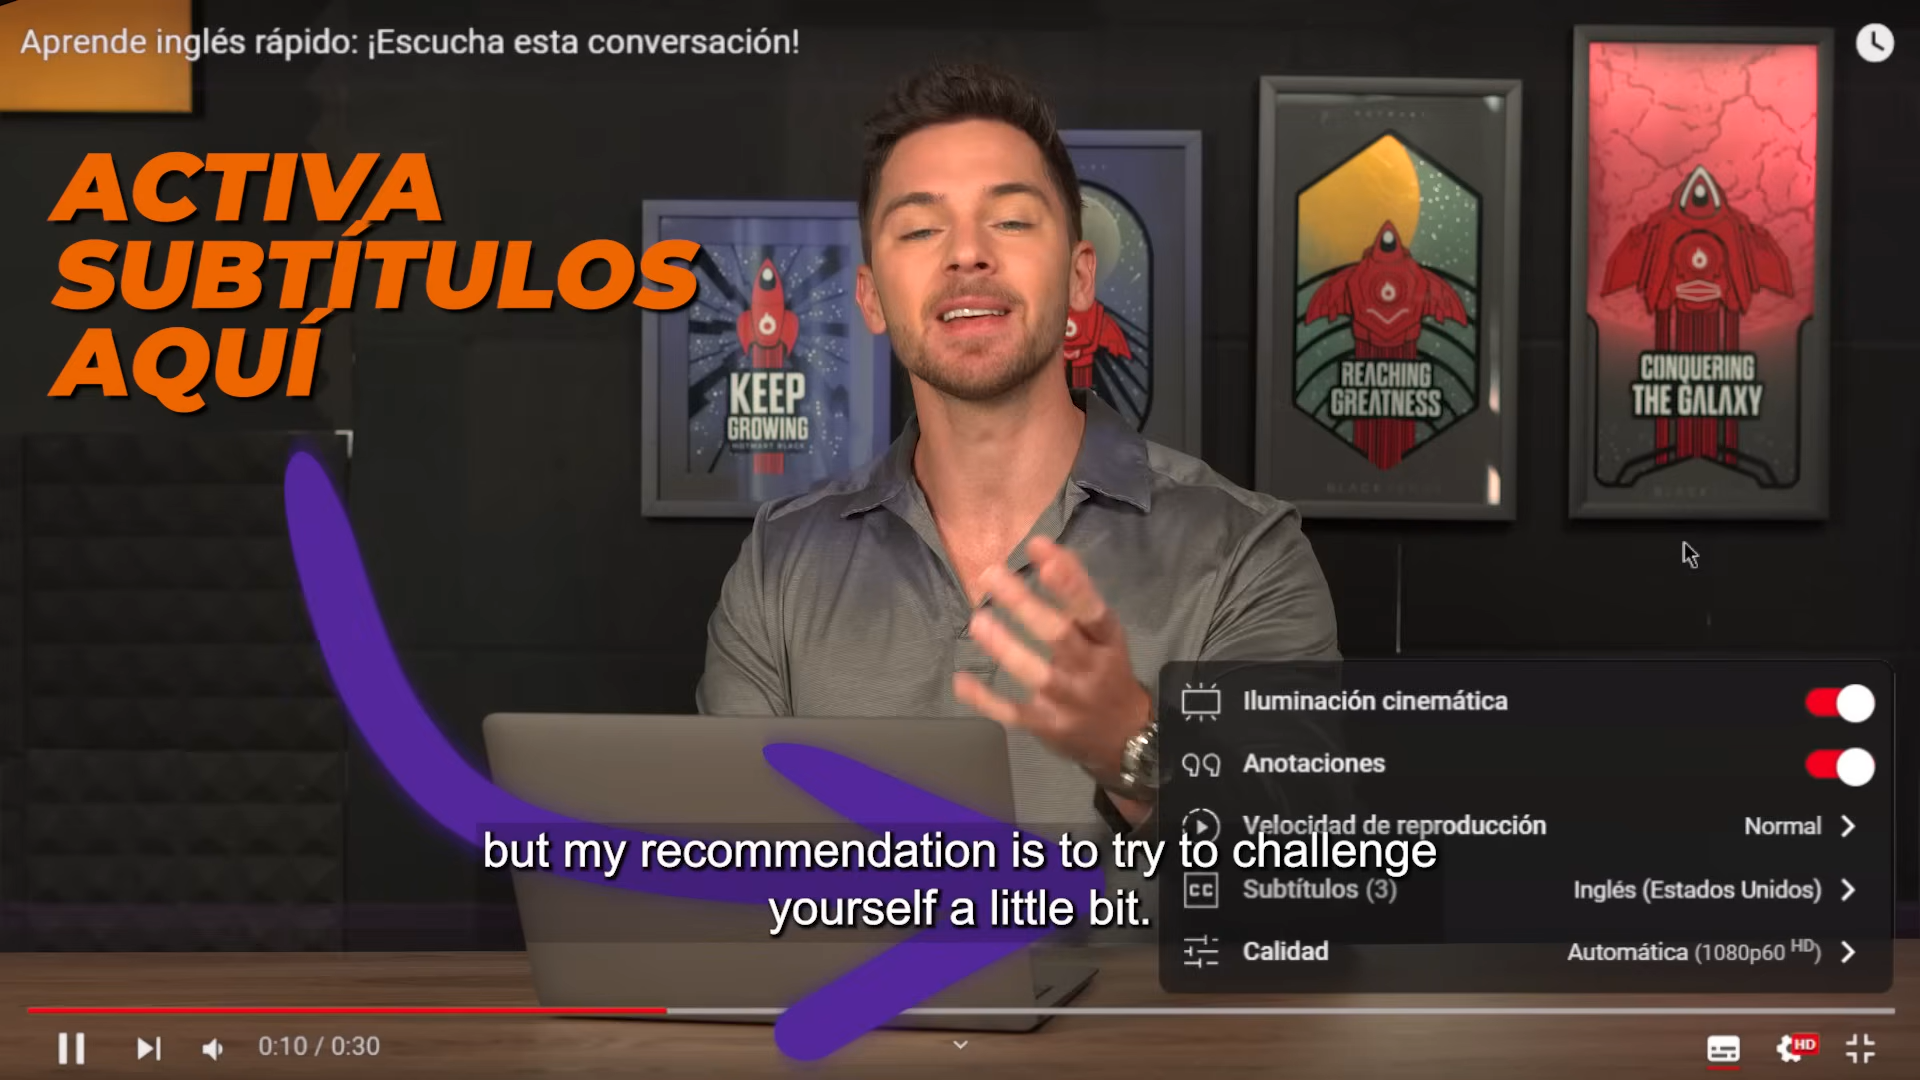 Aprende inglés rápido: ¡Escucha esta conversación!
ACTIVA
SUBTÍTULOS
AQUÍ
KEEP
GROWING
HOTMART BLACK
REACHING
GREATNESS
CONQUERING
THE GALAXY
Iluminación cinemática
Anotaciones
Velocidad de reproducción Normal
Subtítulos (3) Inglés (Estados Unidos)
Calidad Automática (1080p60 HD)
but my recommendation is to try to challenge
yourself a little bit.
0:10 / 0:30
HD